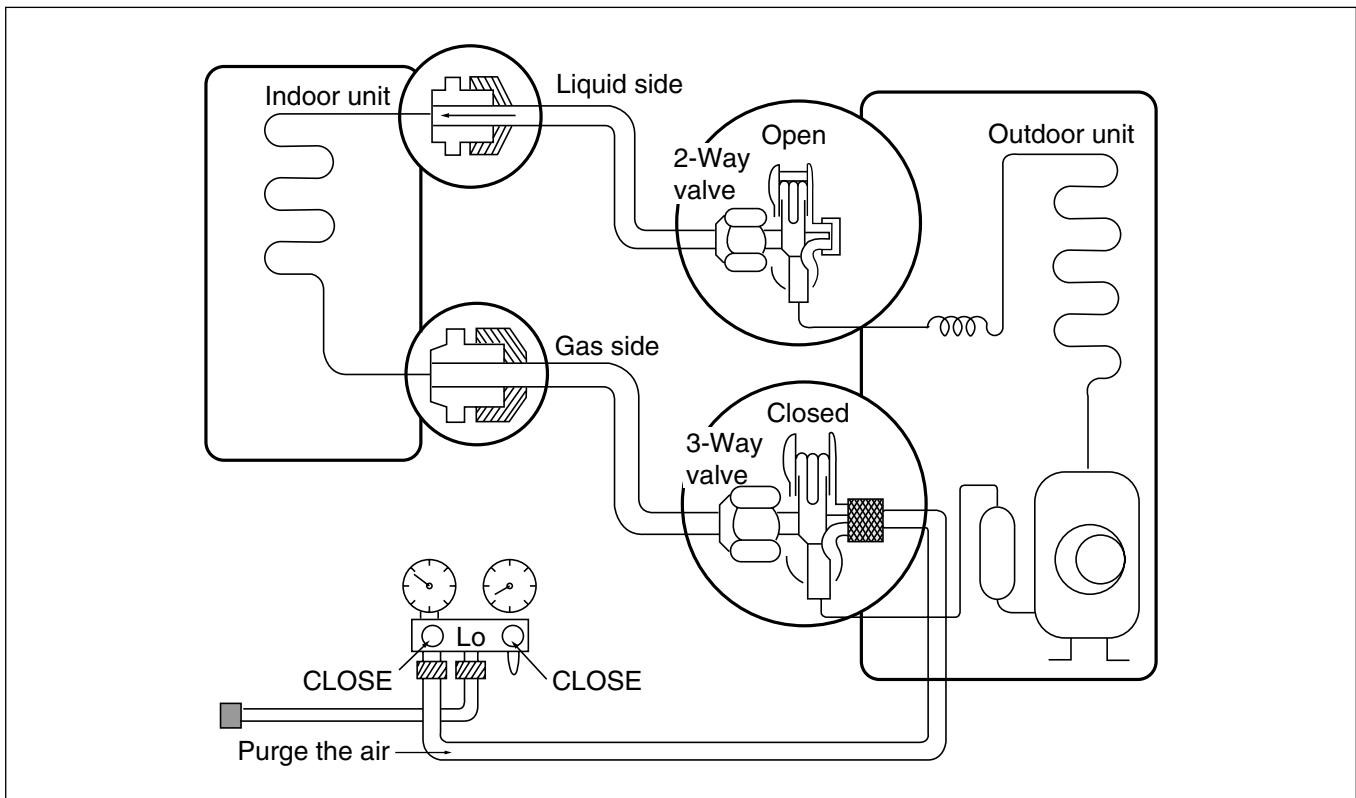 Indoor unit
Liquid side
Open
2-Way
valve
Outdoor unit
Gas side
Closed
3-Way
valve
Lo
CLOSE
CLOSE
Purge the air